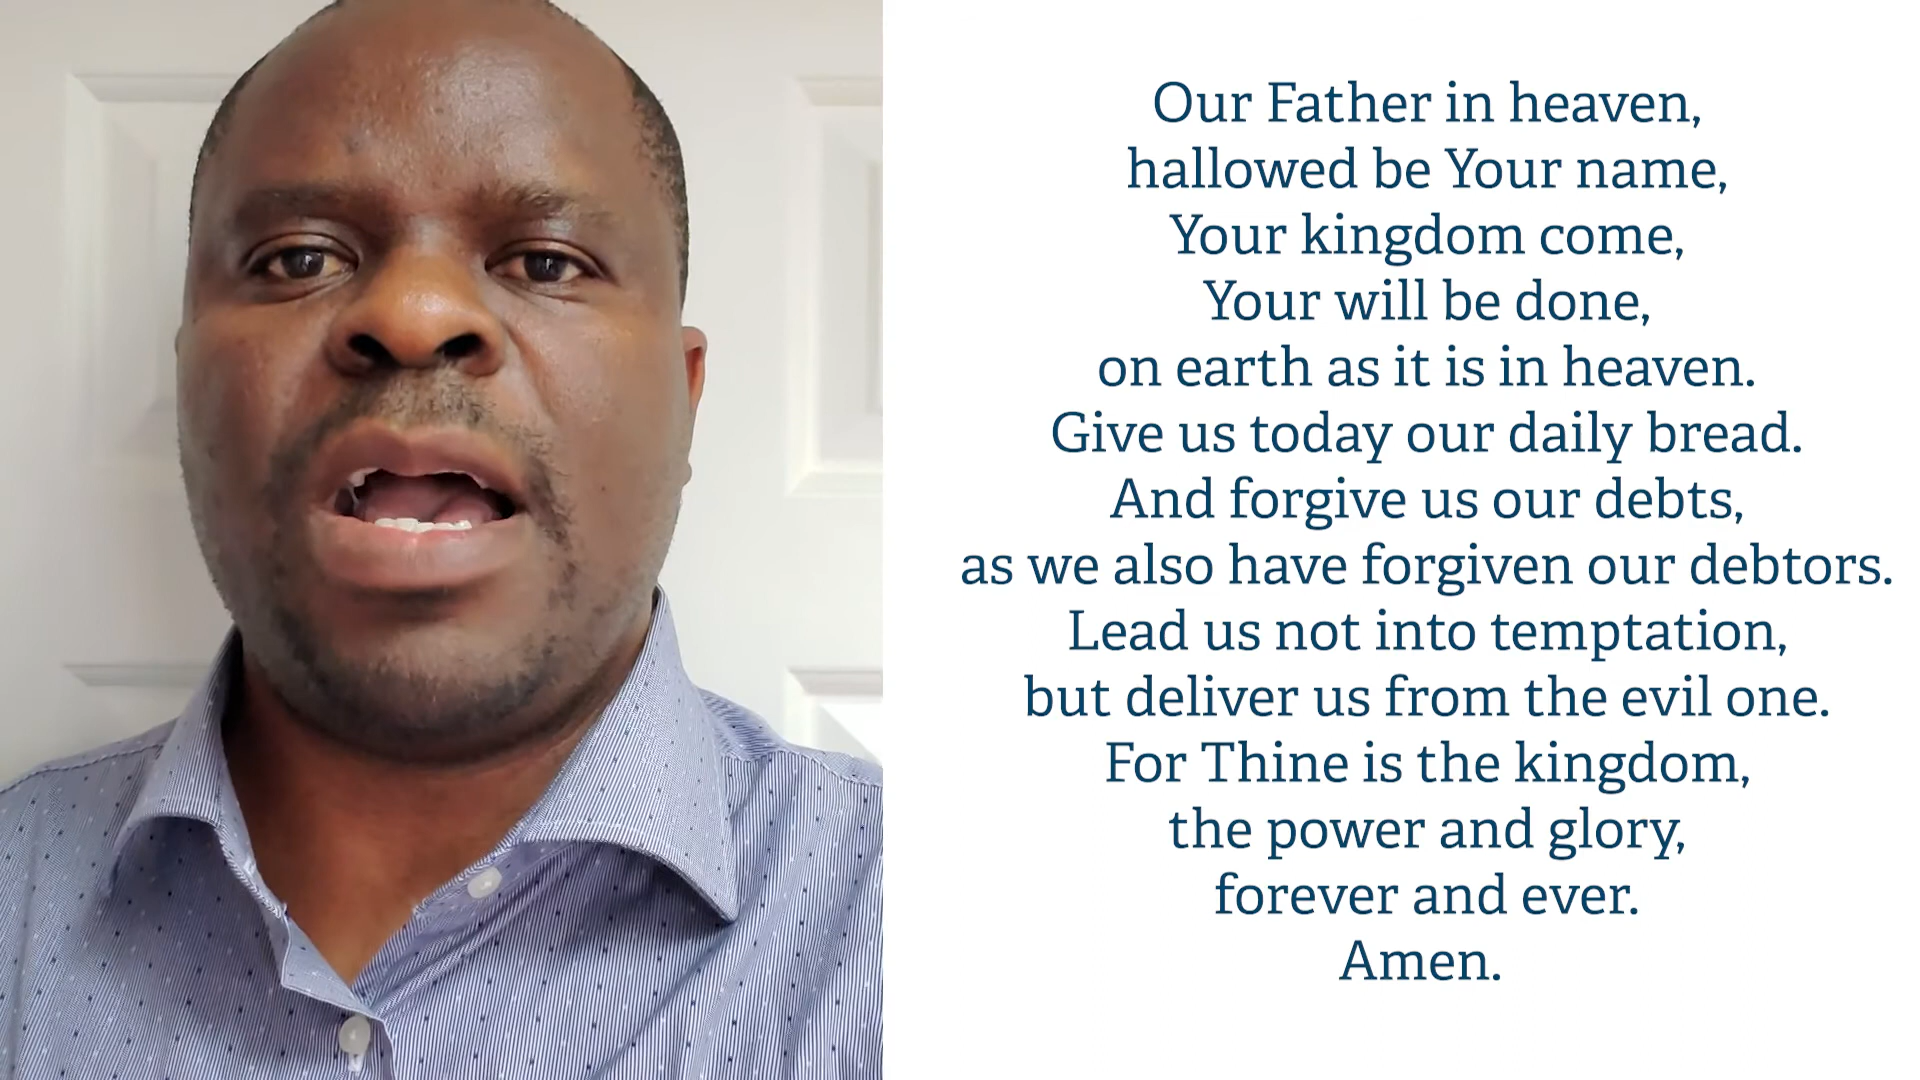 Our Father in heaven,
hallowed be Your name,
Your kingdom come,
Your will be done,
on earth as it is in heaven.
Give us today our daily bread.
And forgive us our debts,
as we also have forgiven our debtors.
Lead us not into temptation,
but deliver us from the evil one.
For Thine is the kingdom,
the power and glory,
forever and ever.
Amen.